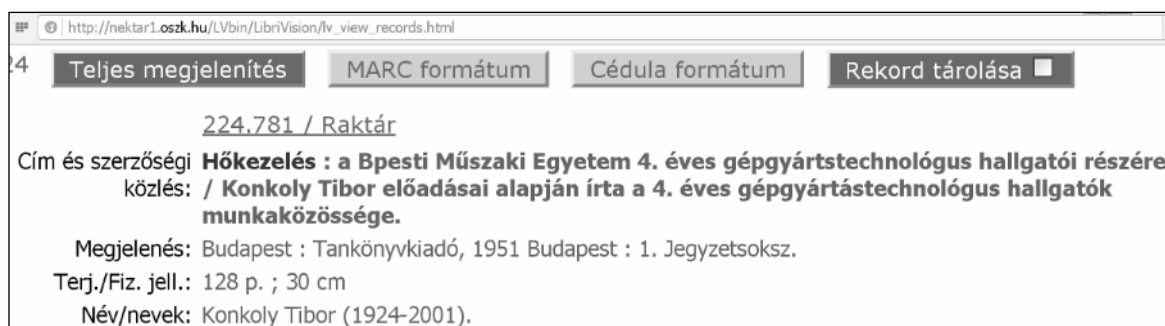 http://nektar1.oszk.hu/LVbin/LibriVision/lv_view_records.html
24 Teljes megjelenítés MARC formátum Cédula formátum Rekord tárolása
224.781 / Raktár
Cím és szerzőségi Hőkezelés : a Bpesti Műszaki Egyetem 4. éves gépgyártstechnológus hallgatói részére
közlés: / Konkoly Tibor előadásai alapján írta a 4. éves gépgyártástechnológus hallgatók
munkaközössége.
Megjelenés: Budapest : Tankönyvkiadó, 1951 Budapest : 1. Jegyzetsoksz.
Terj./Fiz. jell.: 128 p. ; 30 cm
Név/nevek: Konkoly Tibor (1924-2001).